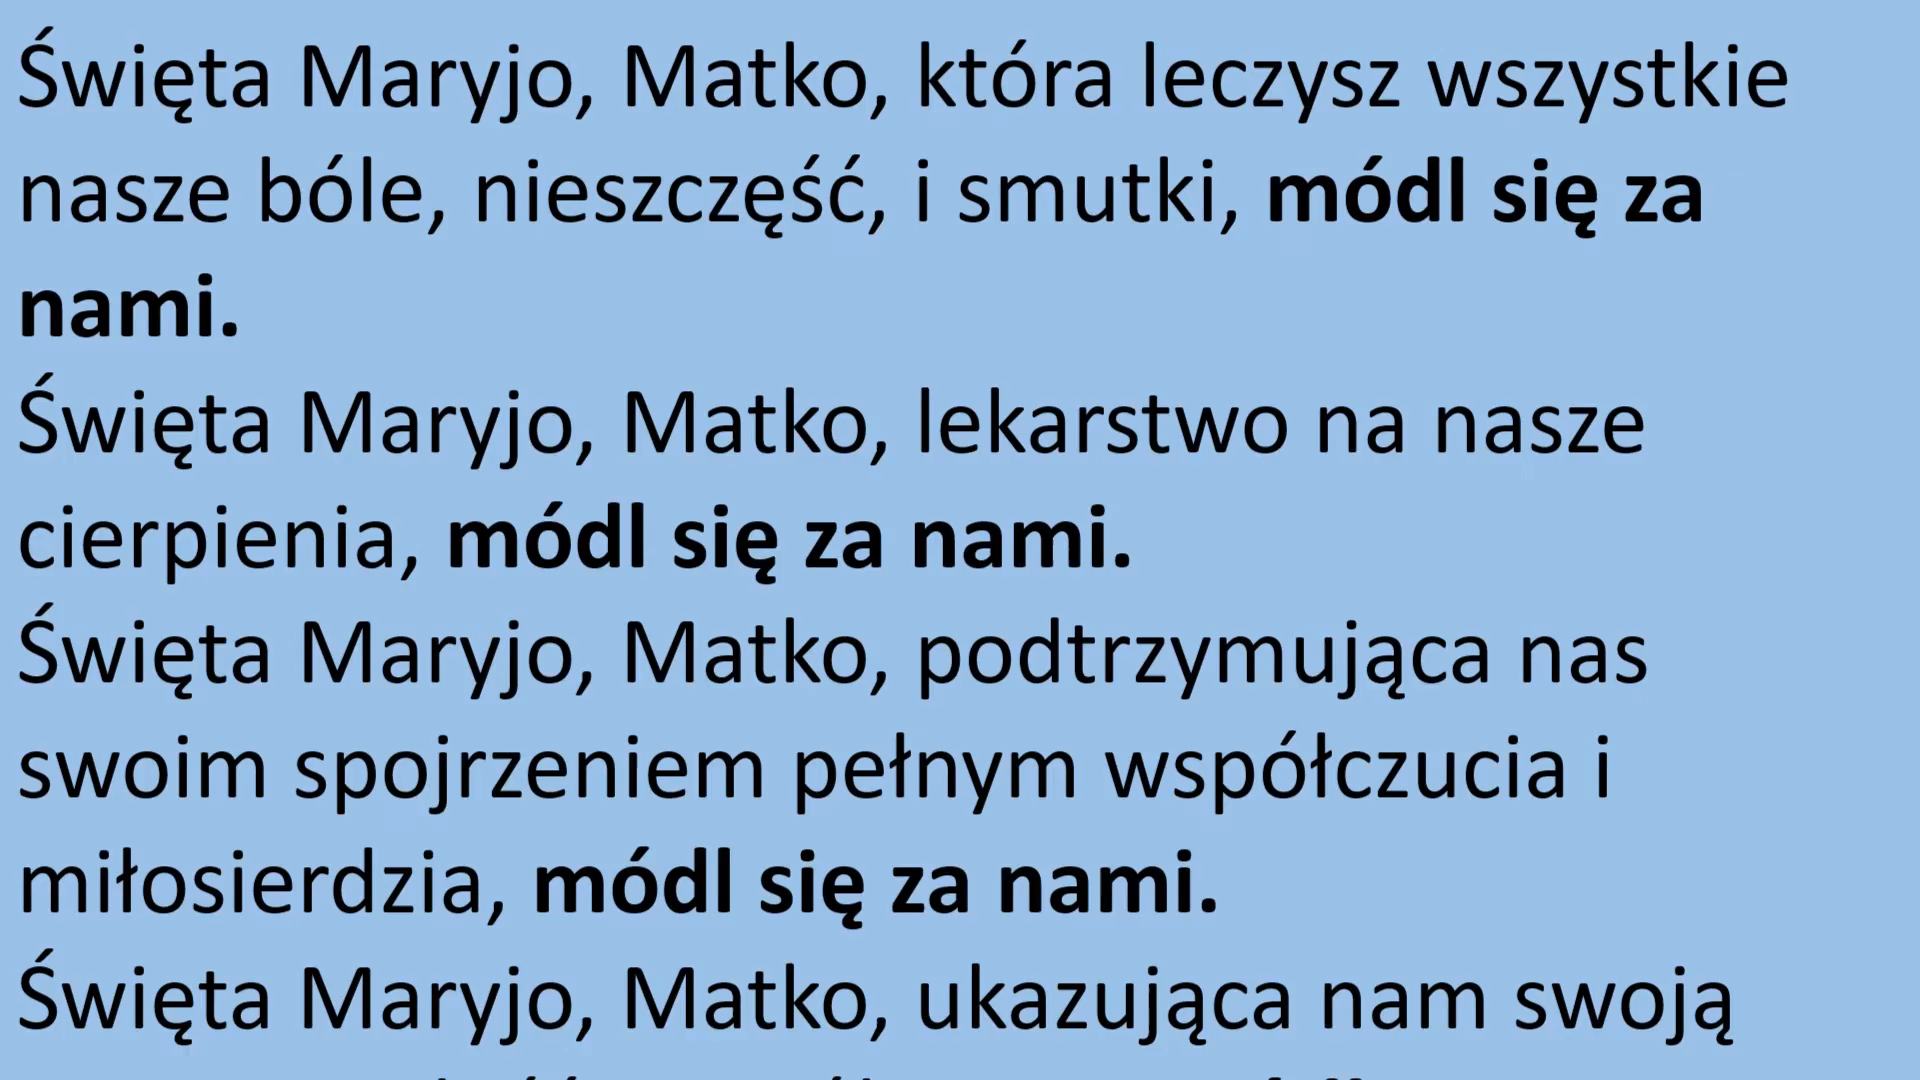 Święta Maryjo, Matko, która leczysz wszystkie
nasze bóle, nieszczęść, i smutki, módl się za
nami.
Święta Maryjo, Matko, lekarstwo na nasze
cierpienia, módl się za nami.
Święta Maryjo, Matko, podtrzymująca nas
swoim spojrzeniem pełnym współczucia i
miłosierdzia, módl się za nami.
Święta Maryjo, Matko, ukazująca nam swoją